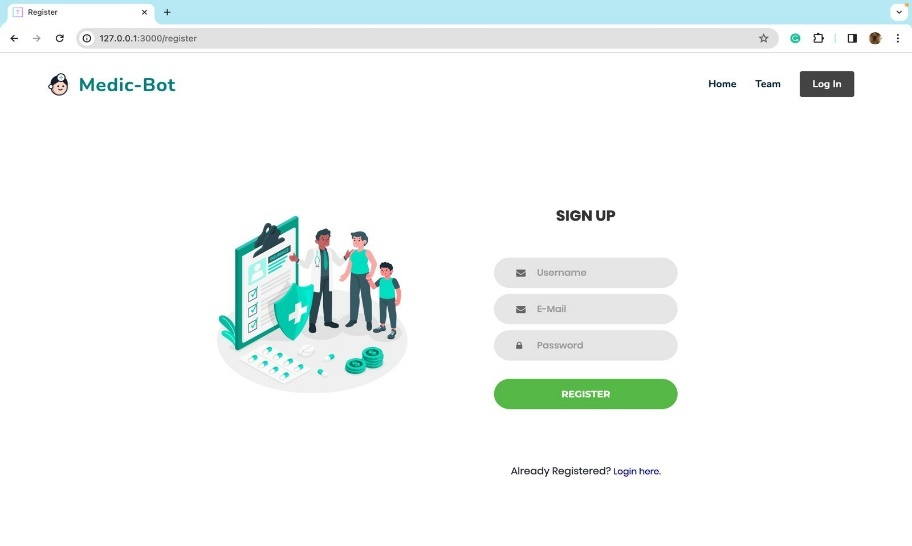 Register
127.0.0.1:3000/register
Medic-Bot
Home
Team
Log In
SIGN UP
Username
E-Mail
Password
REGISTER
Already Registered? Login here.